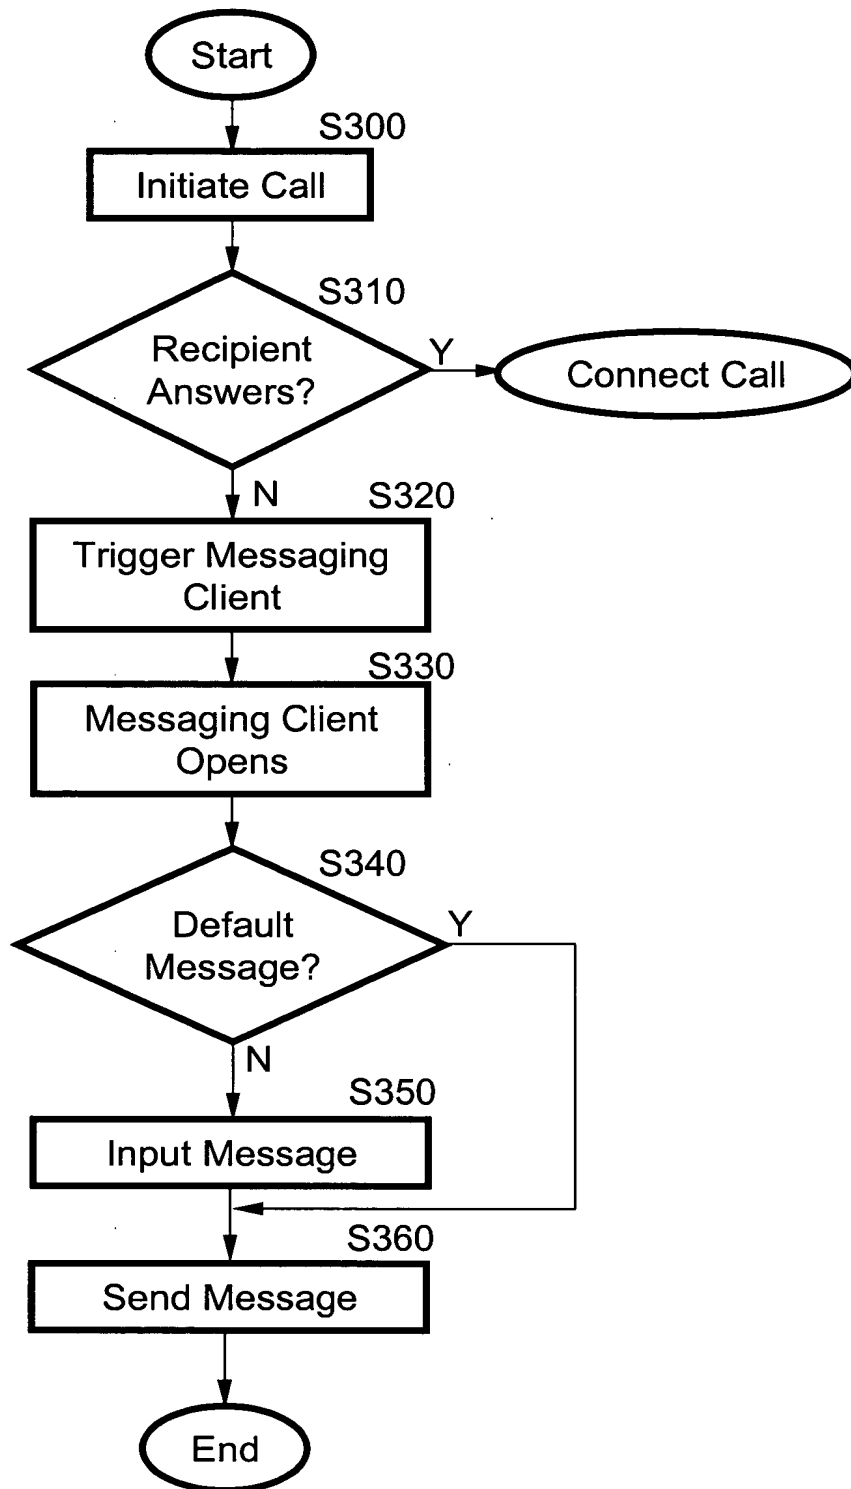 Start
S300
Initiate Call
S310
Recipient
Answers?
Y
Connect Call
N
S320
Trigger Messaging
Client
S330
Messaging Client
Opens
S340
Default
Message?
Y
N
S350
Input Message
S360
Send Message
End